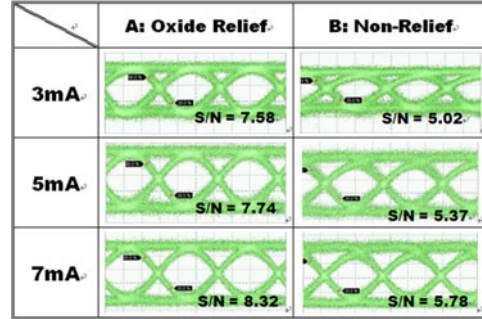 A: Oxide Relief
B: Non-Relief
3mA
S/N = 7.58
S/N = 5.02
5mA
S/N = 7.74
S/N = 5.37
7mA
S/N = 8.32
S/N = 5.78